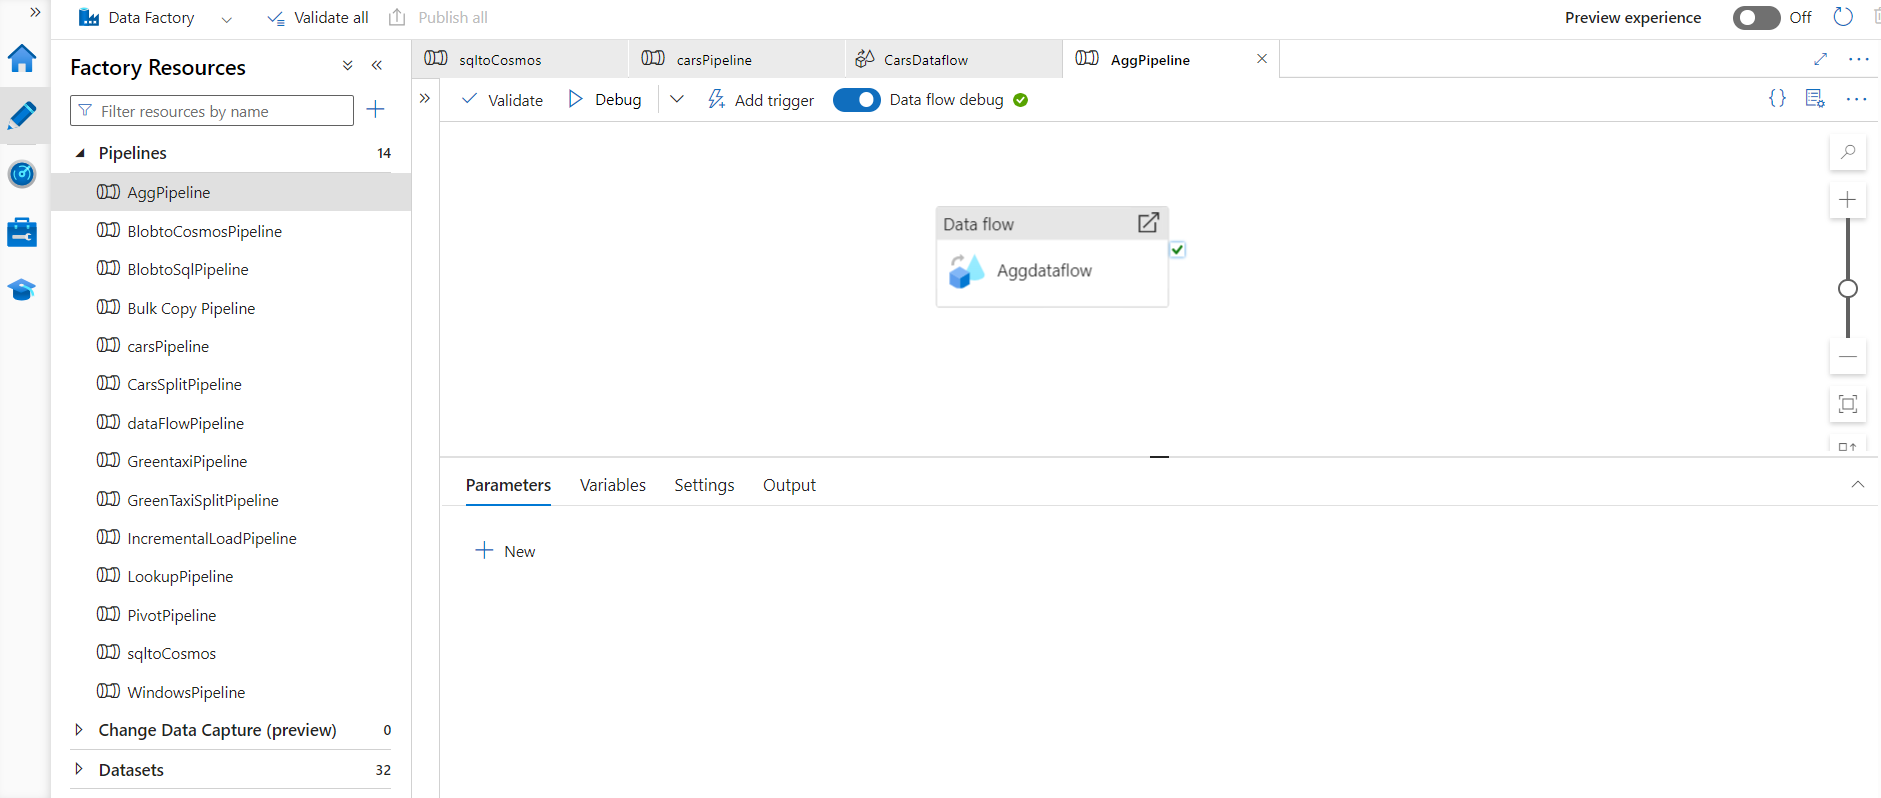 Data Factory
Validate all
Publish all
Preview experience
Off
Factory Resources
Filter resources by name
Pipelines 14
AggPipeline
BlobtoCosmosPipeline
BlobtoSqlPipeline
Bulk Copy Pipeline
carsPipeline
CarsSplitPipeline
dataFlowPipeline
GreentaxiPipeline
GreenTaxiSplitPipeline
IncrementalLoadPipeline
LookupPipeline
PivotPipeline
sqltoCosmos
WindowsPipeline
Change Data Capture (preview) 0
Datasets 32
sqltoCosmos
carsPipeline
CarsDataflow
AggPipeline
Validate
Debug
Add trigger
Data flow debug
Data flow
Aggdataflow
Parameters
Variables
Settings
Output
New